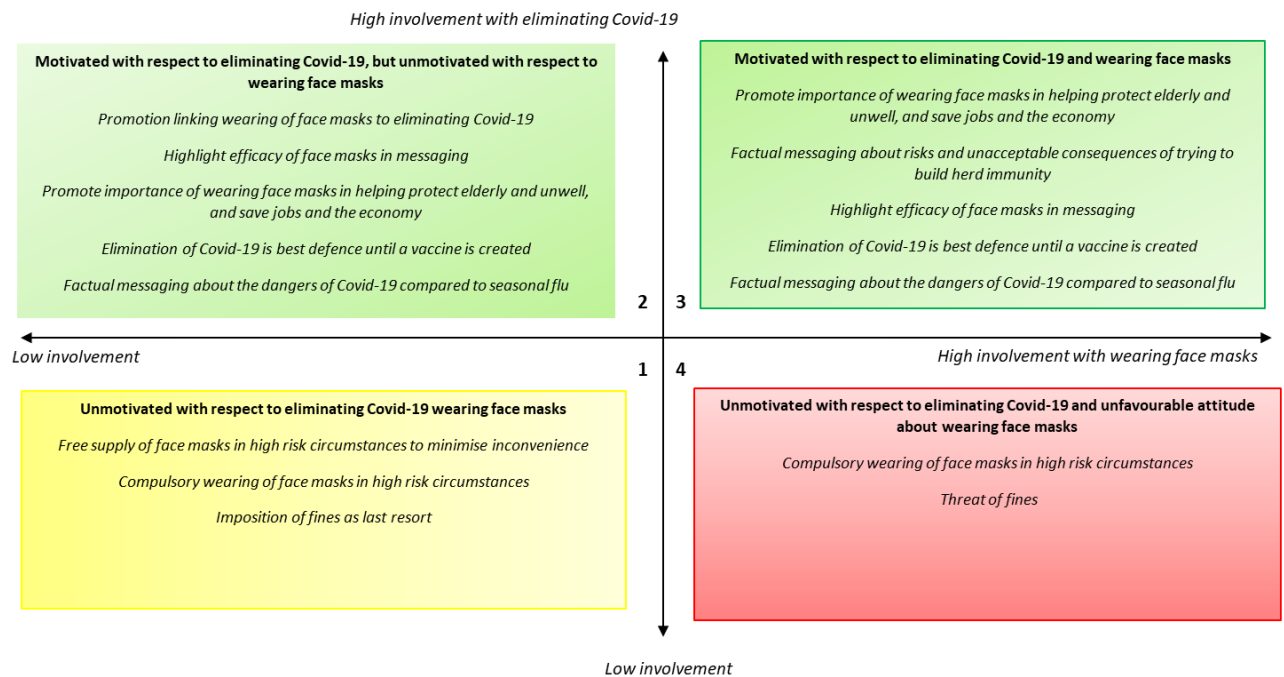 High involvement with eliminating Covid-19
Motivated with respect to eliminating Covid-19, but unmotivated with respect to
wearing face masks
Promotion linking wearing of face masks to eliminating Covid-19
Highlight efficacy of face masks in messaging
Promote importance of wearing face masks in helping protect elderly and unwell,
and save jobs and the economy
Elimination of Covid-19 is best defence until a vaccine is created
Factual messaging about the dangers of Covid-19 compared to seasonal flu
Motivated with respect to eliminating Covid-19 and wearing face masks
Promote importance of wearing face masks in helping protect elderly and
unwell, and save jobs and the economy
Factual messaging about risks and unacceptable consequences of trying to
build herd immunity
Highlight efficacy of face masks in messaging
Elimination of Covid-19 is best defence until a vaccine is created
Factual messaging about the dangers of Covid-19 compared to seasonal flu
2 3
Low involvement
High involvement with wearing face masks
1 4
Unmotivated with respect to eliminating Covid-19 wearing face masks
Free supply of face masks in high risk circumstances to minimise inconvenience
Compulsory wearing of face masks in high risk circumstances
Imposition of fines as last resort
Unmotivated with respect to eliminating Covid-19 and unfavourable attitude
about wearing face masks
Compulsory wearing of face masks in high risk circumstances
Threat of fines
Low involvement